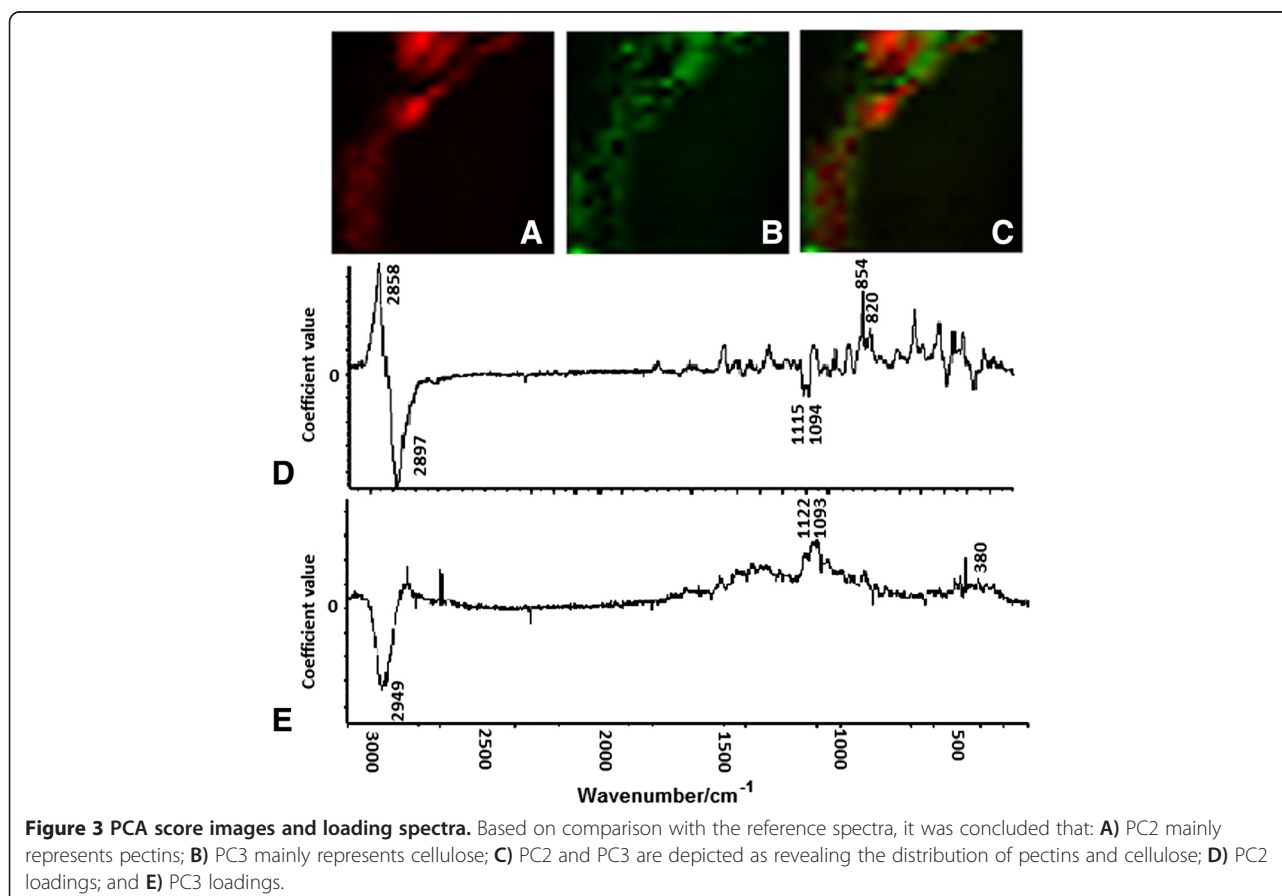 A
B
C
Coefficient value
0
2858
2897
1115
1094
854
820
D
Coefficient value
0
2949
1122
1093
380
E
3000
2500
2000
1500
1000
500
Wavenumber/cm⁻¹
Figure 3 PCA score images and loading spectra. Based on comparison with the reference spectra, it was concluded that: A) PC2 mainly
represents pectins; B) PC3 mainly represents cellulose; C) PC2 and PC3 are depicted as revealing the distribution of pectins and cellulose; D) PC2
loadings; and E) PC3 loadings.